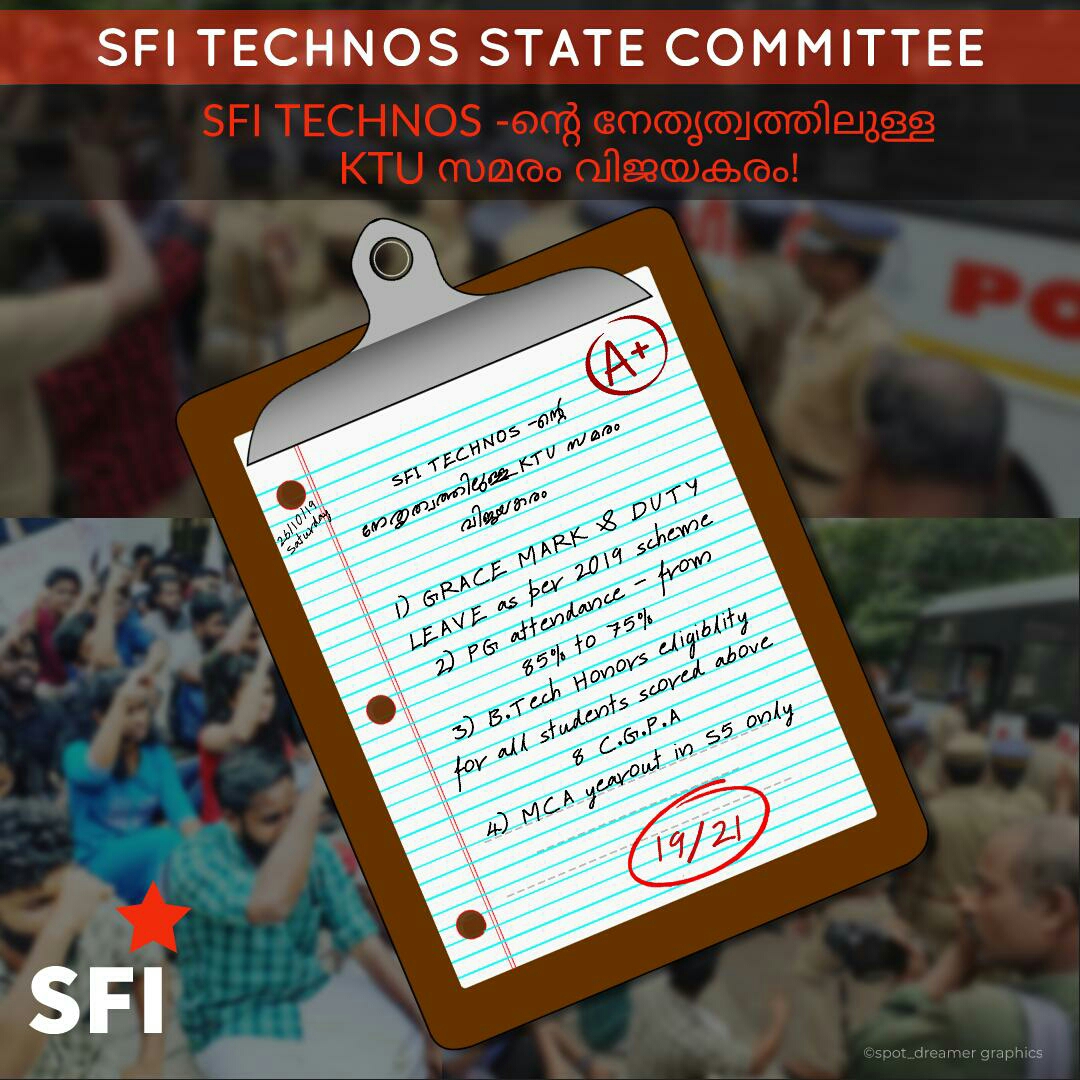 SFI TECHNOS STATE COMMITTEE
SFI TECHNOS -ന്റെ നേതൃത്വത്തിലുള്ള
KTU സമരം വിജയകരം!
A+
SFI TECHNOS -ന്റെ
നേതൃത്വത്തിലുള്ള KTU സമരം
വിജയകരം
26/10/19
Saturday
1) GRACE MARK & DUTY
LEAVE as per 2019 scheme
2) PG attendance - from
85% to 75%
3) B.Tech Honors eligiblity
for all students scored above
8 C.G.P.A
4) MCA yearout in S5 only
19/21
PO
SFI
©spot_dreamer graphics